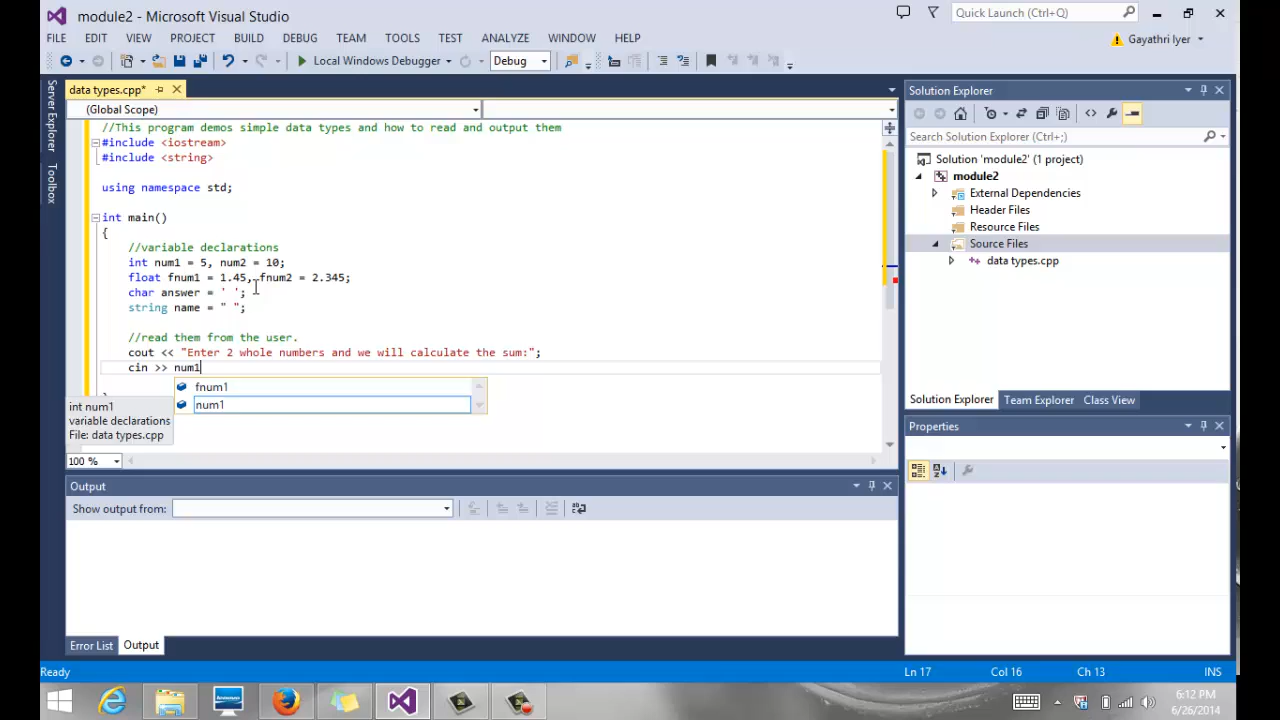 module2 - Microsoft Visual Studio
Quick Launch (Ctrl+Q)
FILE EDIT VIEW PROJECT BUILD DEBUG TEAM TOOLS TEST ANALYZE WINDOW HELP
Gayathri Iyer
Local Windows Debugger
Debug
Server Explorer
Toolbox
data types.cpp*
(Global Scope)
//This program demos simple data types and how to read and output them
#include <iostream>
#include <string>
using namespace std;
int main()
{
//variable declarations
int num1 = 5, num2 = 10;
float fnum1 = 1.45, fnum2 = 2.345;
char answer = ' ';
string name = " ";
//read them from the user.
cout << "Enter 2 whole numbers and we will calculate the sum:";
cin >> num1
fnum1
num1
int num1
variable declarations
File: data types.cpp
100 %
Output
Show output from:
Error List Output
Solution Explorer
Search Solution Explorer (Ctrl+;)
Solution 'module2' (1 project)
module2
External Dependencies
Header Files
Resource Files
Source Files
data types.cpp
Solution Explorer Team Explorer Class View
Properties
Ready
Ln 17 Col 16 Ch 13 INS
6:12 PM
6/26/2014